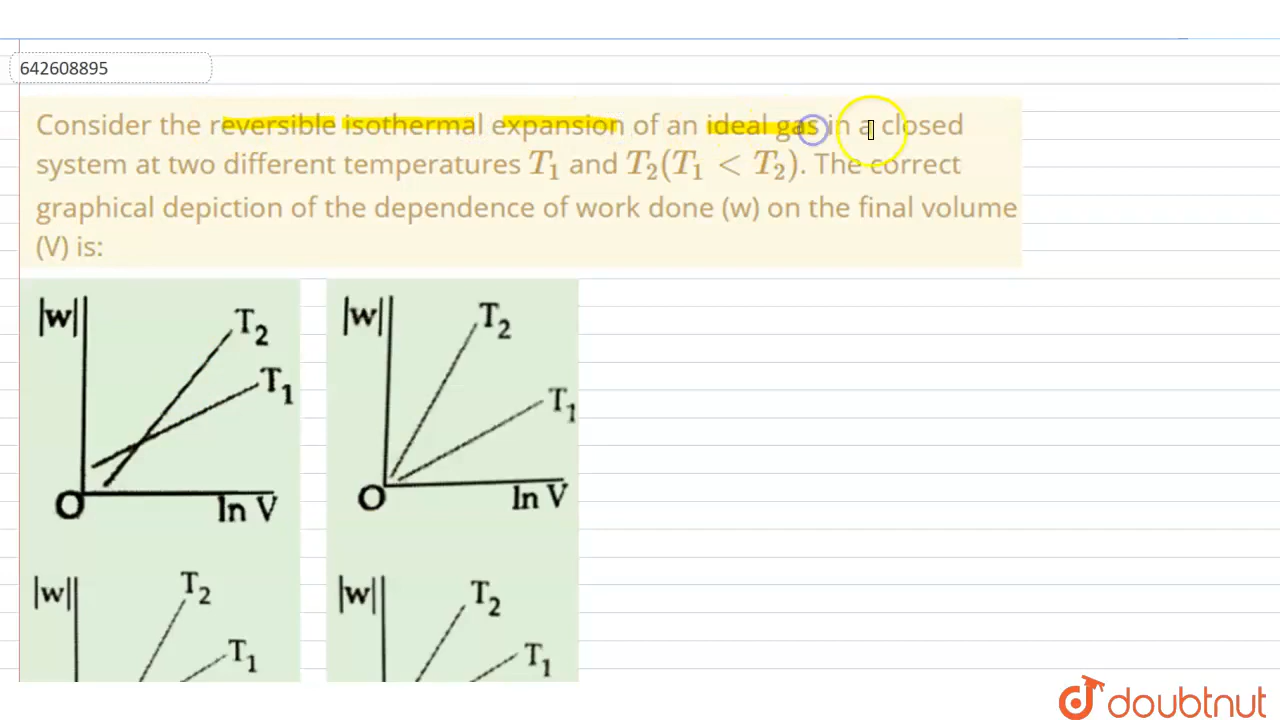 642608895
Consider the reversible isothermal expansion of an ideal gas in a closed
system at two different temperatures T₁ and T₂(T₁ < T₂). The correct
graphical depiction of the dependence of work done (w) on the final volume
(V) is:
|w|
T₂
T₁
O
ln V
|w|
T₂
T₁
O
ln V
|w|
T₂
T₁
|w|
T₂
T₁
doubtnut